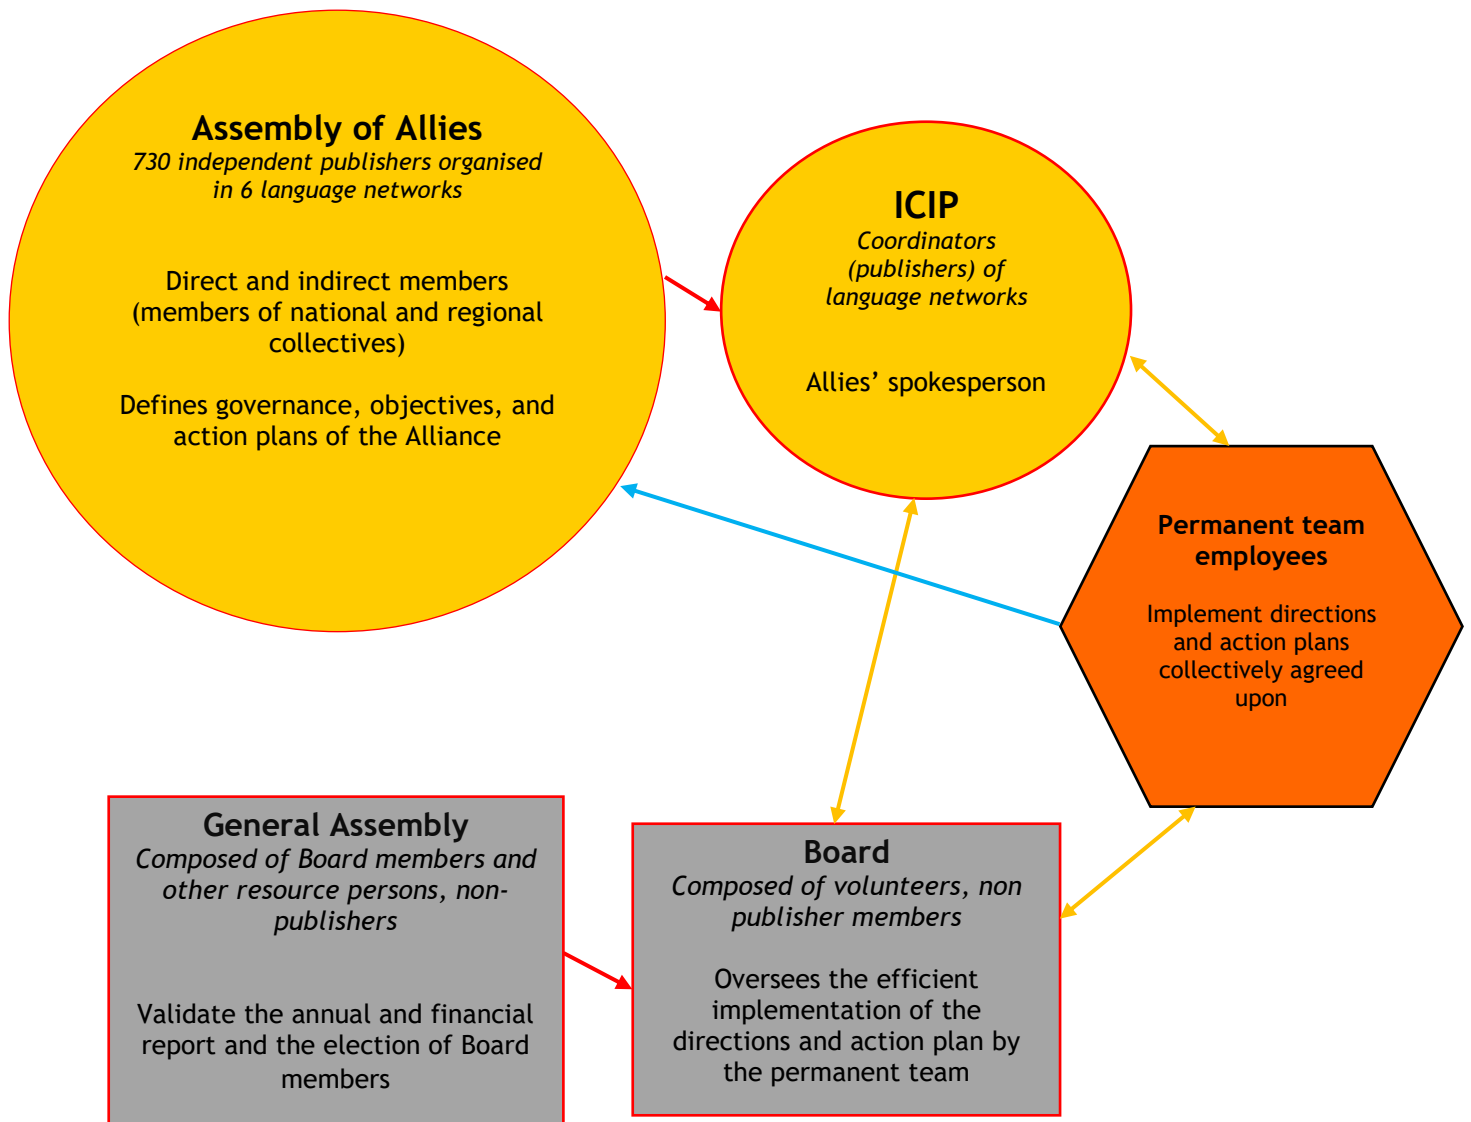 Assembly of Allies
730 independent publishers organised
in 6 language networks
Direct and indirect members
(members of national and regional
collectives)
Defines governance, objectives, and
action plans of the Alliance
ICIP
Coordinators
(publishers) of
language networks
Allies’ spokesperson
Permanent team
employees
Implement directions
and action plans
collectively agreed
upon
General Assembly
Composed of Board members and
other resource persons, non-
publishers
Validate the annual and financial
report and the election of Board
members
Board
Composed of volunteers, non
publisher members
Oversees the efficient
implementation of the
directions and action plan by
the permanent team